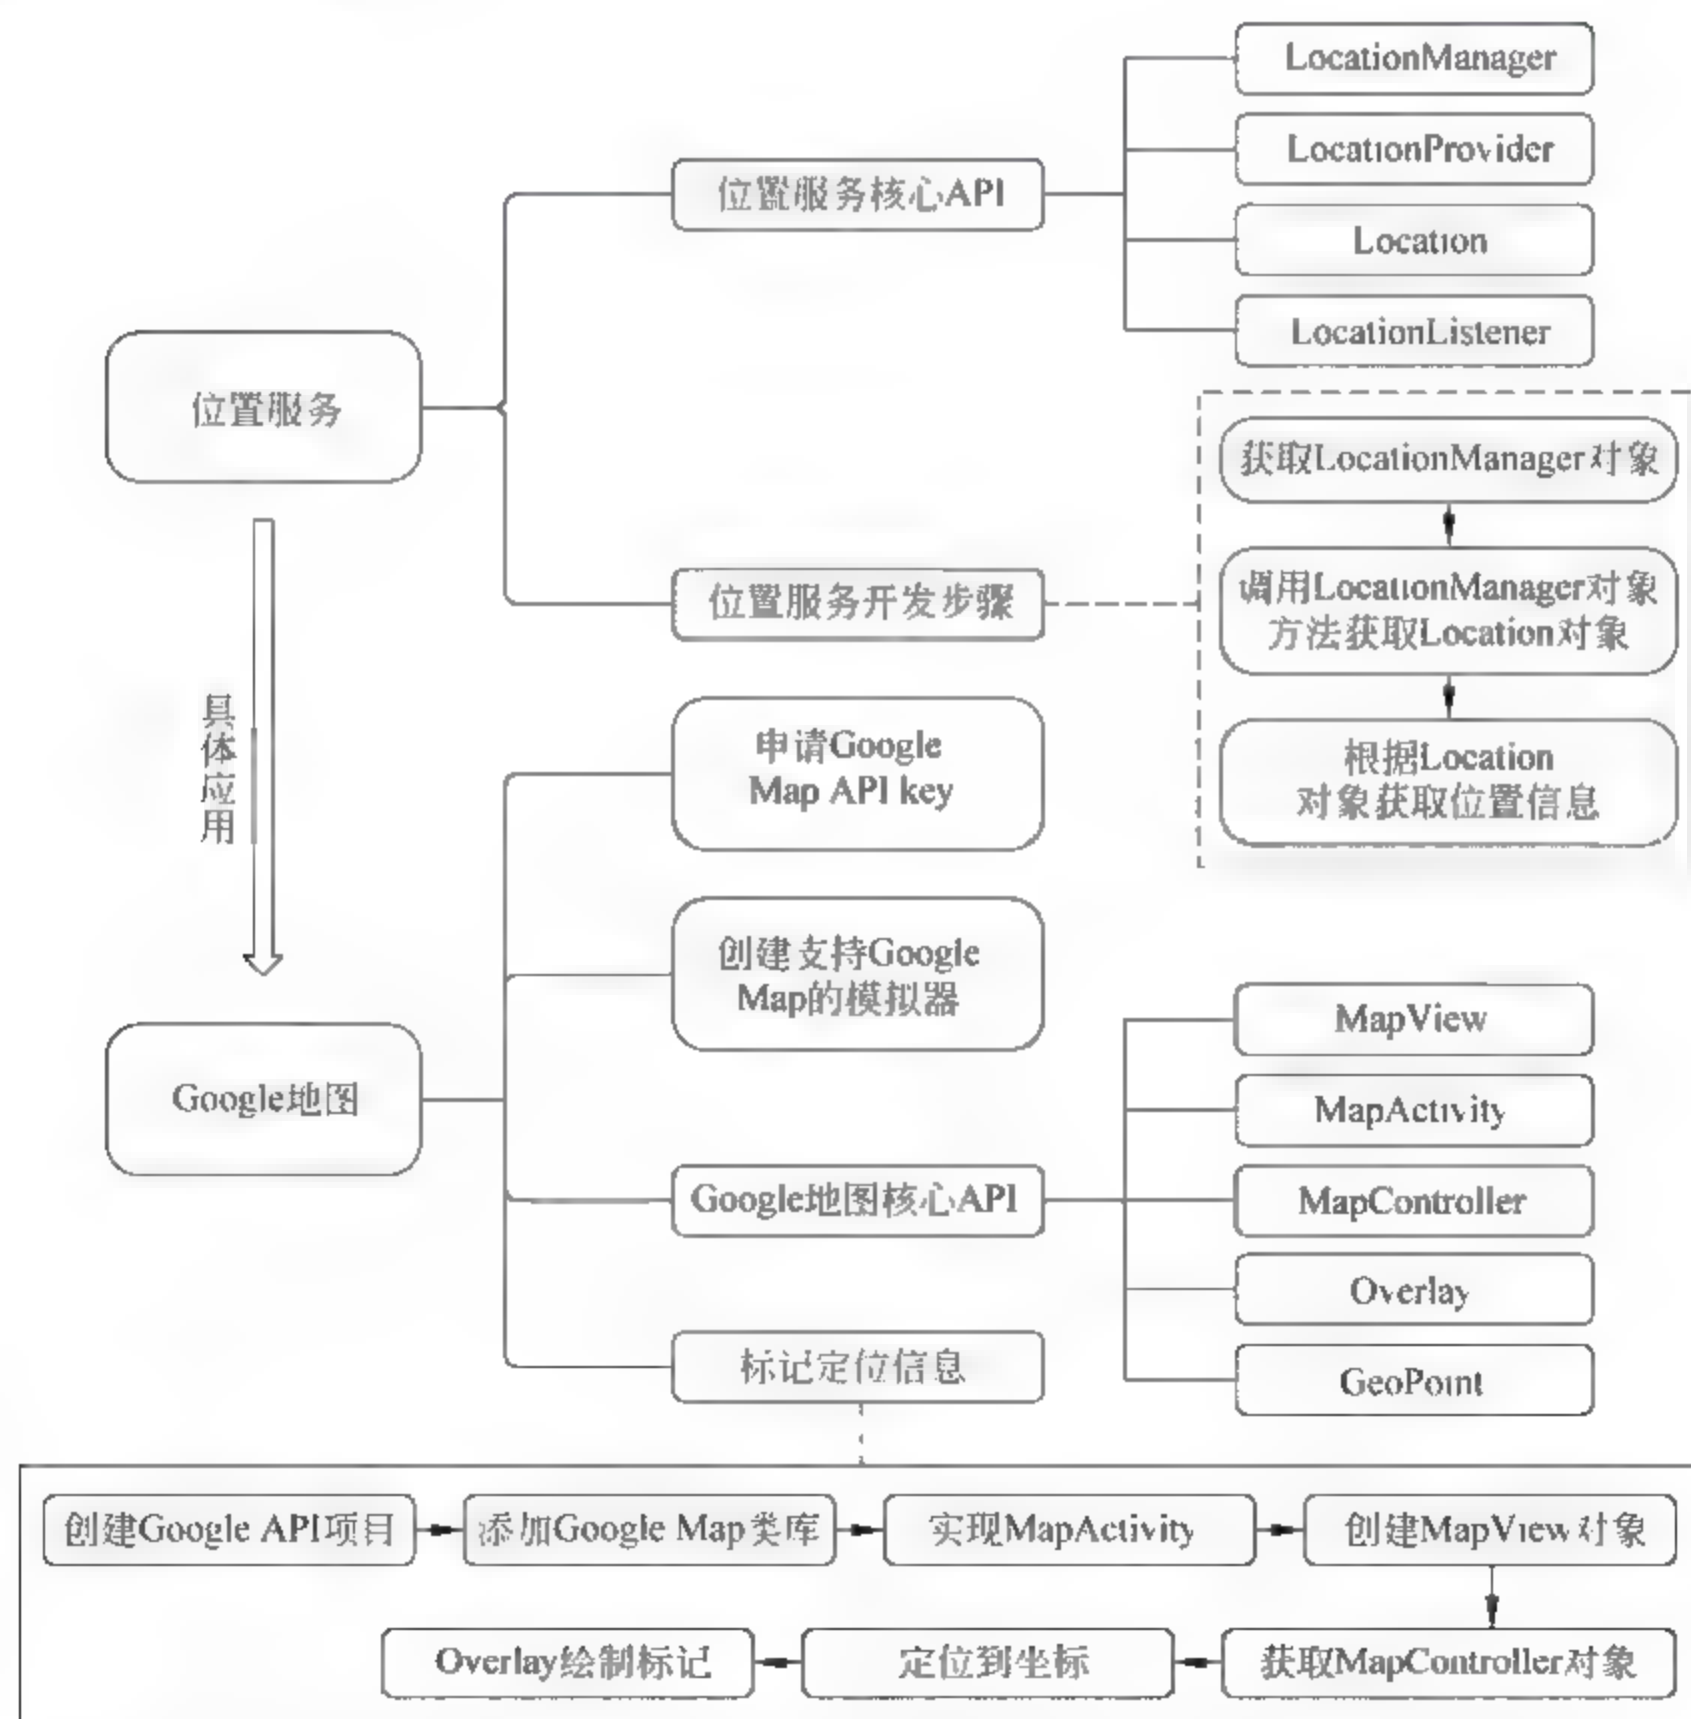 LocationManager
LocationProvider
位置服务核心API
Location
LocationListener
位置服务
获取LocationManager对象
调用LocationManager对象
方法获取Location对象
位置服务开发步骤
根据Location
对象获取位置信息
具体应用
申请Google
Map API key
创建支持Google
Map的模拟器
MapView
Google地图
MapActivity
Google地图核心API
MapController
Overlay
标记定位信息
GeoPoint
创建Google API项目
添加Google Map类库
实现MapActivity
创建MapView对象
Overlay绘制标记
定位到坐标
获取MapController对象